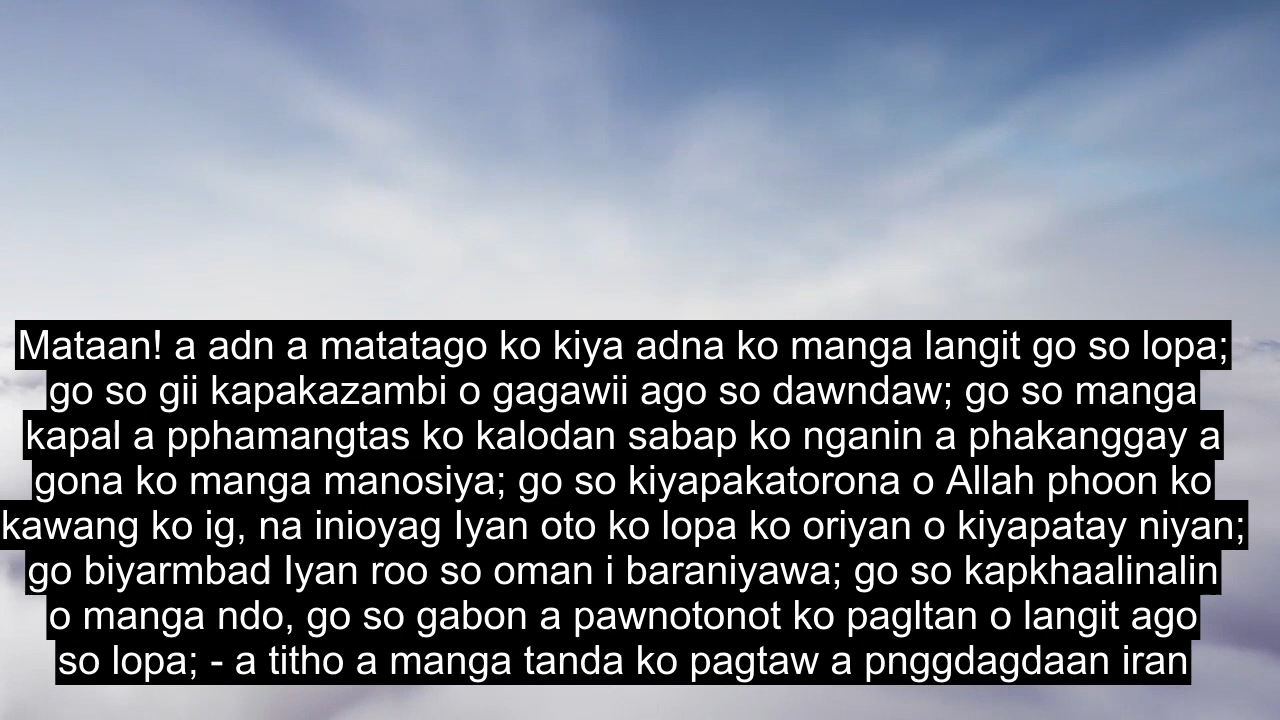 Mataan! a adn a matatago ko kiya adna ko manga langit go so lopa;
go so gii kapakazambi o gagawii ago so dawndaw; go so manga
kapal a pphamangtas ko kalodan sabap ko nganin a phakanggay a
gona ko manga manosiya; go so kiyapakatorona o Allah phoon ko
kawang ko ig, na inioyag Iyan oto ko lopa ko oriyan o kiyapatay niyan;
go biyarmbad Iyan roo so oman i baraniyawa; go so kapkhaalinalin
o manga ndo, go so gabon a pawnotonot ko pagltan o langit ago
so lopa; - a titho a manga tanda ko pagtaw a pnggdagdaan iran